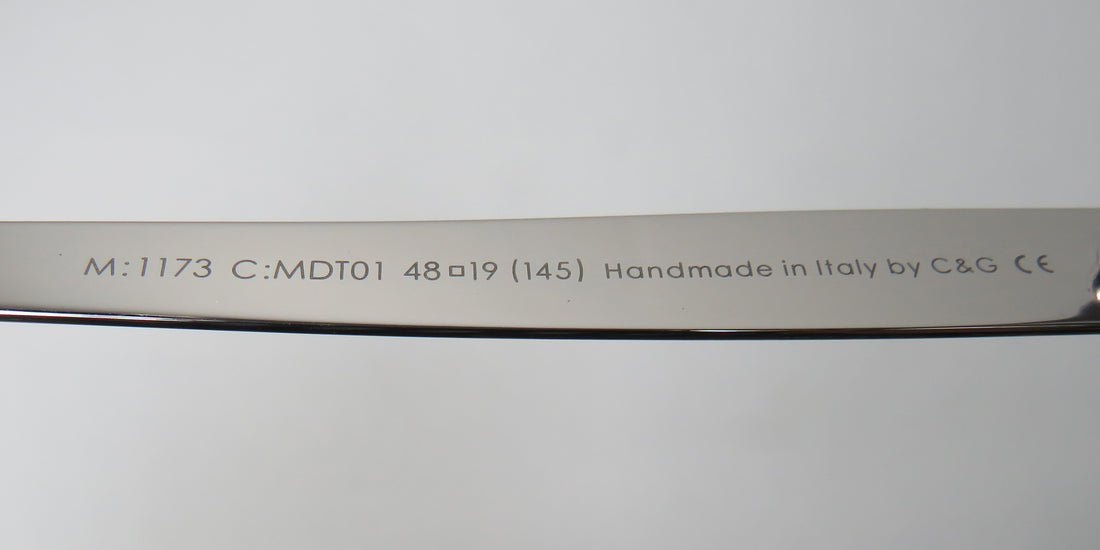 M:1173 C:MDT01 48□19 (145) Handmade in Italy by C&G CE